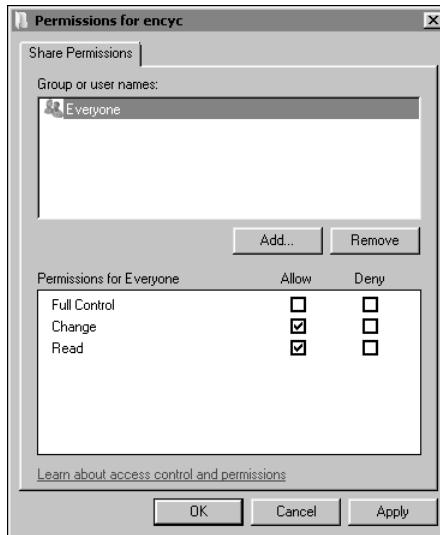 Permissions for encyc
Share Permissions
Group or user names:
Everyone
Add... Remove
Permissions for Everyone Allow Deny
Full Control
Change
Read
Learn about access control and permissions
OK Cancel Apply